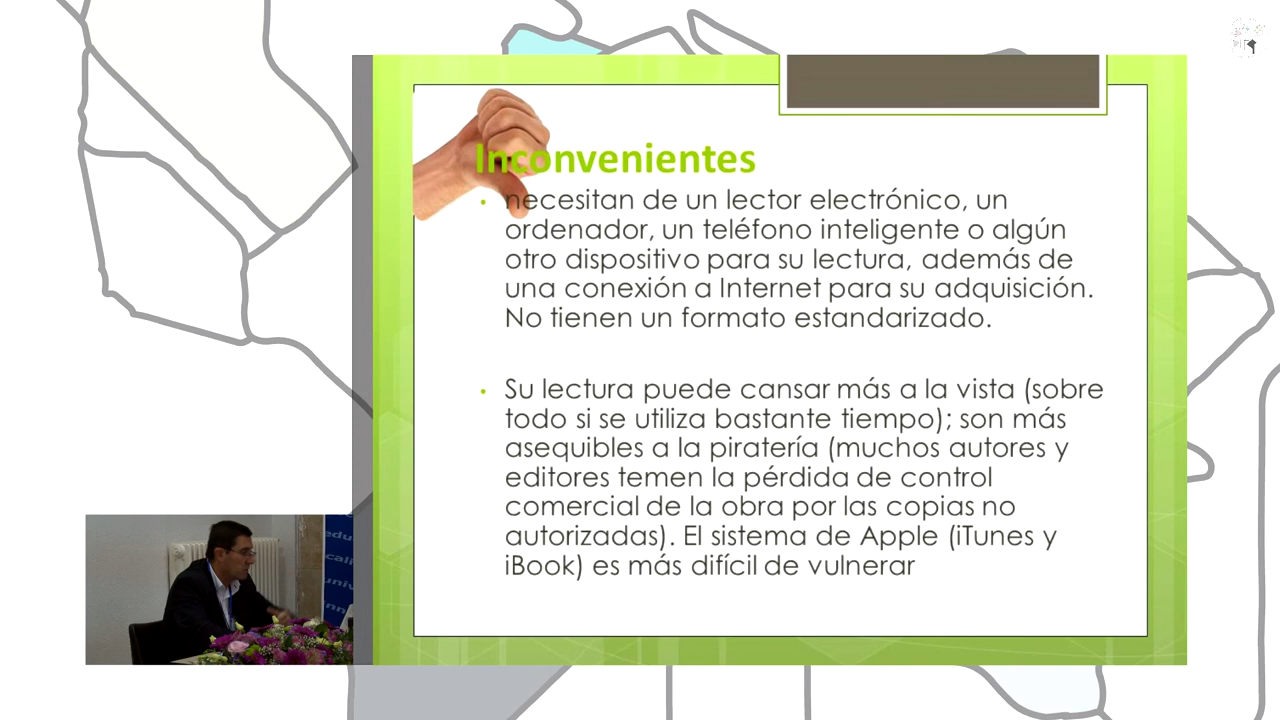 Inconvenientes
necesitan de un lector electrónico, un
ordenador, un teléfono inteligente o algún
otro dispositivo para su lectura, además de
una conexión a Internet para su adquisición.
No tienen un formato estandarizado.
Su lectura puede cansar más a la vista (sobre
todo si se utiliza bastante tiempo); son más
asequibles a la piratería (muchos autores y
editores temen la pérdida de control
comercial de la obra por las copias no
autorizadas). El sistema de Apple (iTunes y
iBook) es más difícil de vulnerar
edu
cali
univ